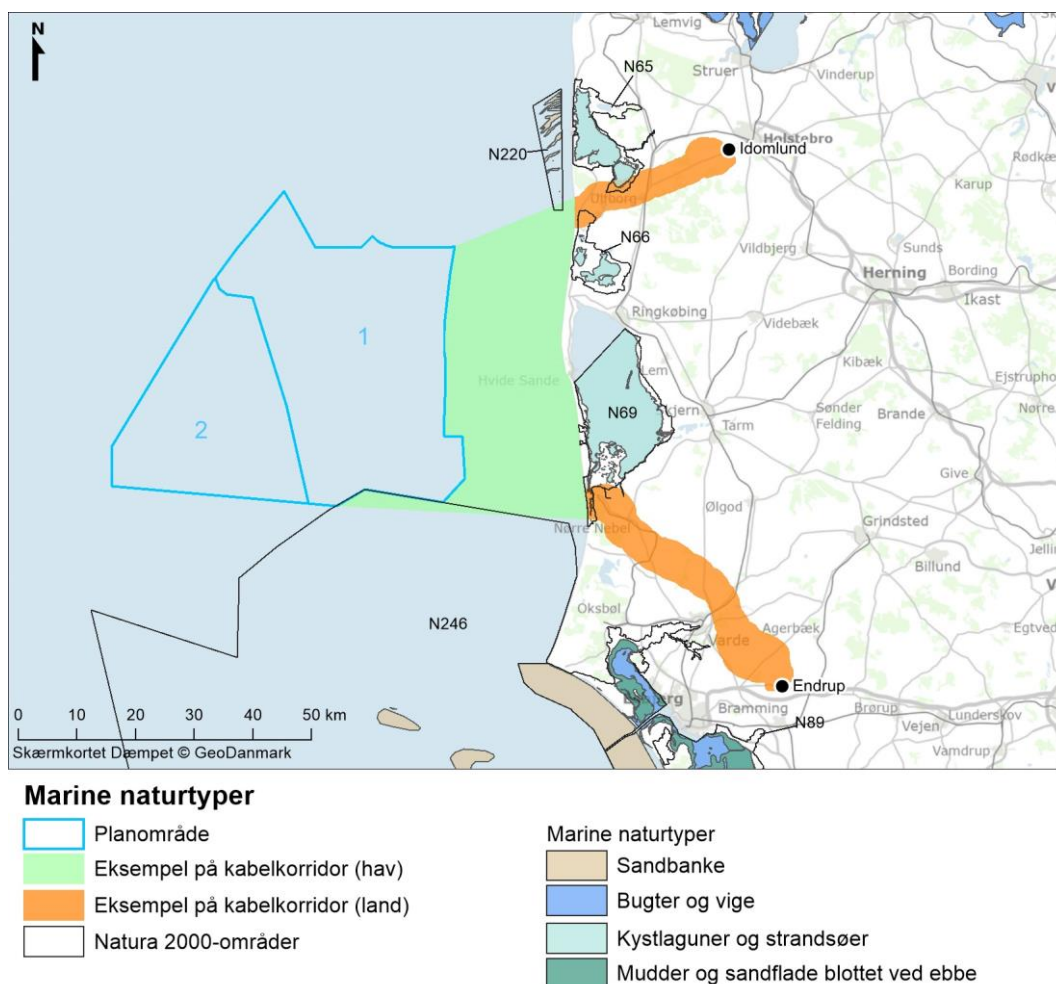 N
Lemvig
Struer
Vinderup
N65
N220
Holstebro
Idomlund
Ulfborg
Karup
N66
Vildbjerg
Sunds
Herning
Bording
Ikast
Ringkøbing
Videbæk
1
Kibæk
Hvide Sande
Lem
N69
Skjern
Tarm
Sønder
Felding
Brande
2
Give
Ølgod
Nørre Nebel
Grindsted
Billund
Oksbøl
N246
Varde
Agerbæk
Endrup
Bramming
Brørup
Vejen
Lunderskov
N89
Vamdrup
0 10 20 30 40 50 km
Skærmkortet Dæmpet © GeoDanmark
Marine naturtyper
Planområde
Eksempel på kabelkorridor (hav)
Eksempel på kabelkorridor (land)
Natura 2000-områder
Marine naturtyper
Sandbanke
Bugter og vige
Kystlaguner og strandsøer
Mudder og sandflade blottet ved ebbe